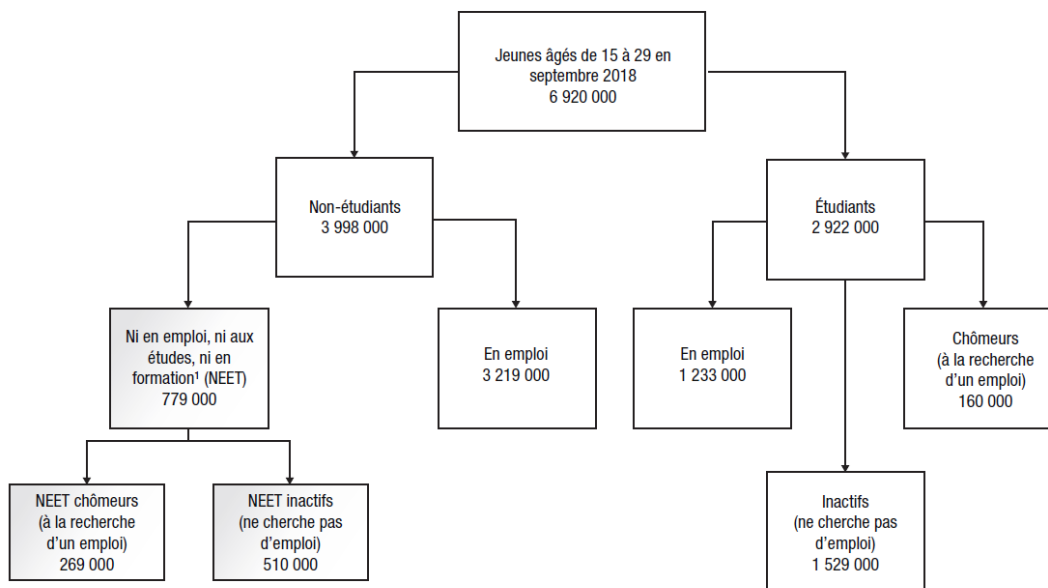 Jeunes âgés de 15 à 29 en
septembre 2018
6 920 000
Non-étudiants
3 998 000
Étudiants
2 922 000
Ni en emploi, ni aux
études, ni en
formation¹ (NEET)
779 000
En emploi
3 219 000
En emploi
1 233 000
Chômeurs
(à la recherche
d’un emploi)
160 000
NEET chômeurs
(à la recherche
d’un emploi)
269 000
NEET inactifs
(ne cherche pas
d’emploi)
510 000
Inactifs
(ne cherche pas
d’emploi)
1 529 000